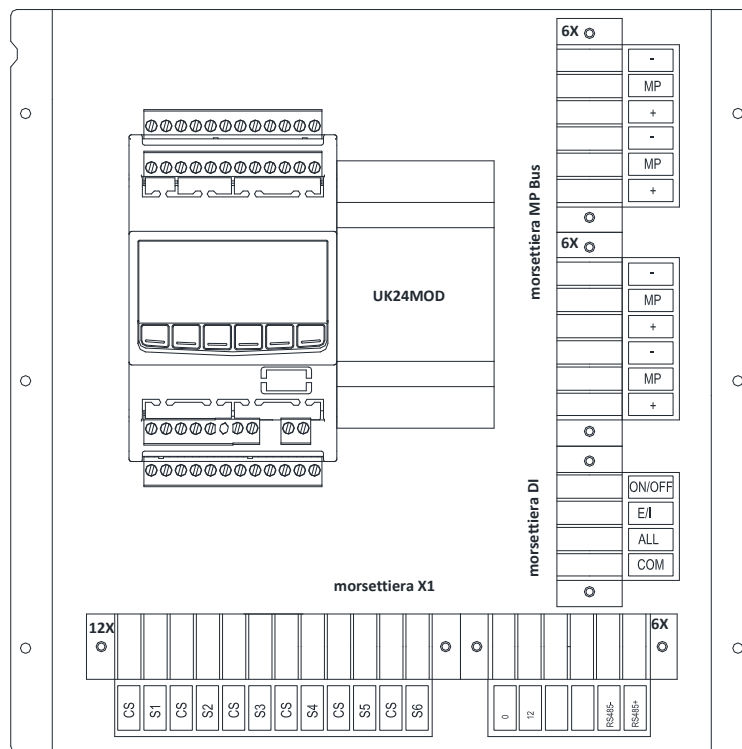 6X
-
MP
+
-
MP
+
morsettiera MP Bus
6X
-
MP
+
-
MP
+
UK24MOD
morsettiera DI
ON/OFF
E/I
ALL
COM
morsettiera X1
12X
6X
CS S1 CS S2 CS S3 CS S4 CS S5 CS S6
0 12 RS485- RS485+